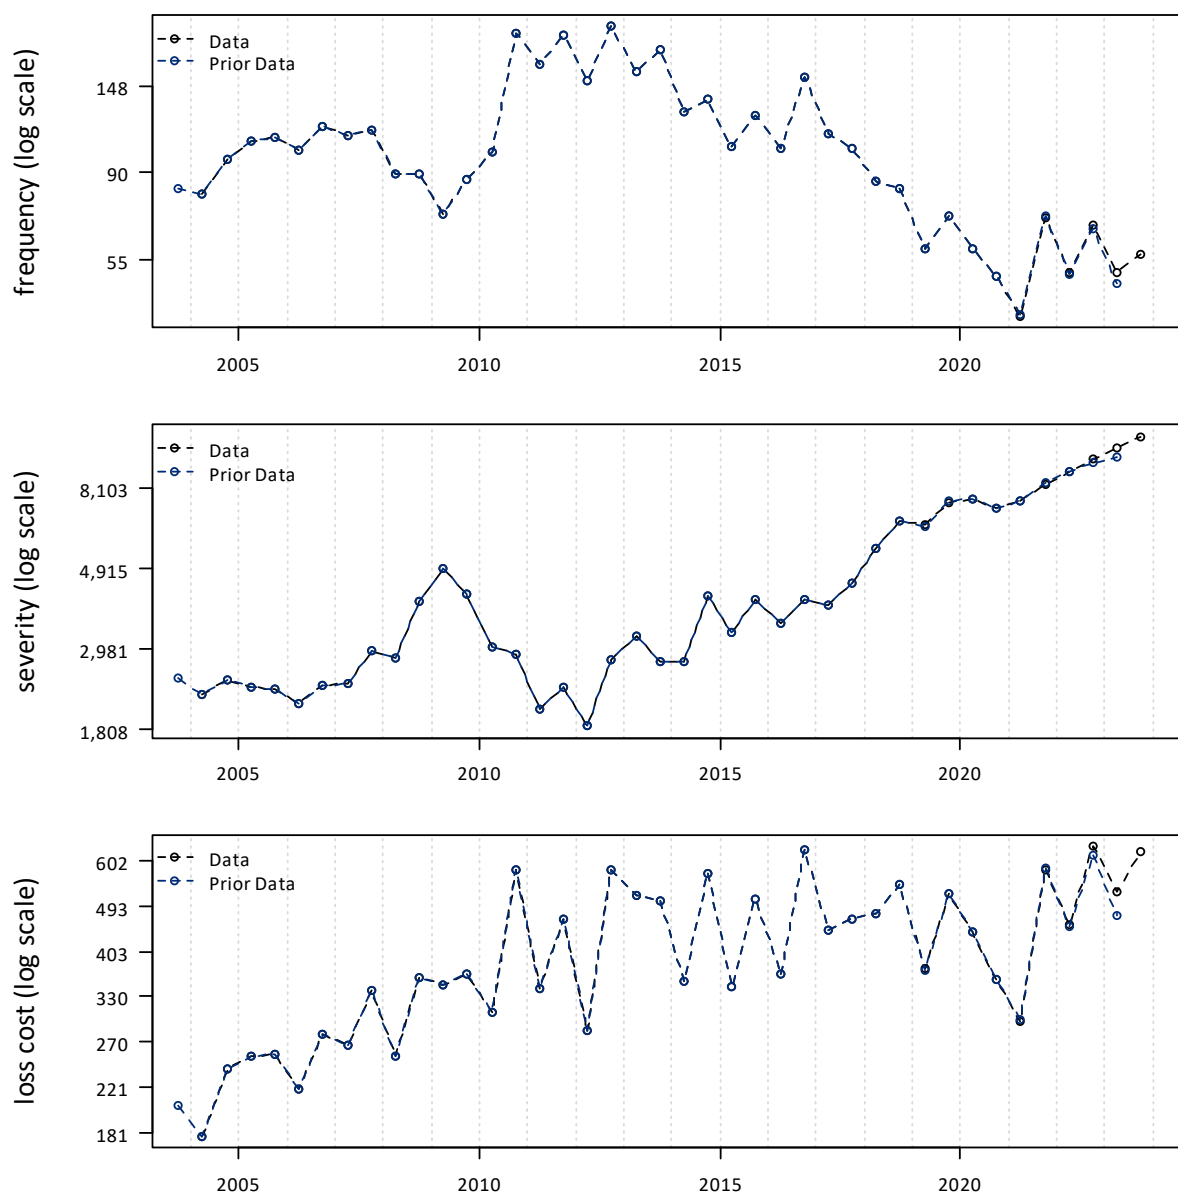 frequency (log scale)
Data
Prior Data
148
90
55
2005 2010 2015 2020
severity (log scale)
Data
Prior Data
8,103
4,915
2,981
1,808
2005 2010 2015 2020
loss cost (log scale)
Data
Prior Data
602
493
403
330
270
221
181
2005 2010 2015 2020